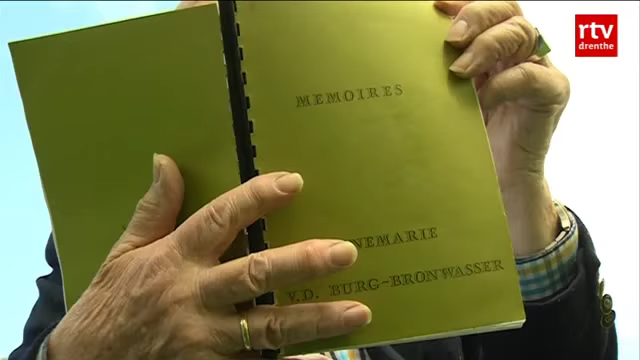 rtv
drenthe
MEMOIRES
NEMARIE
V.D. BURG-BRONWASSER